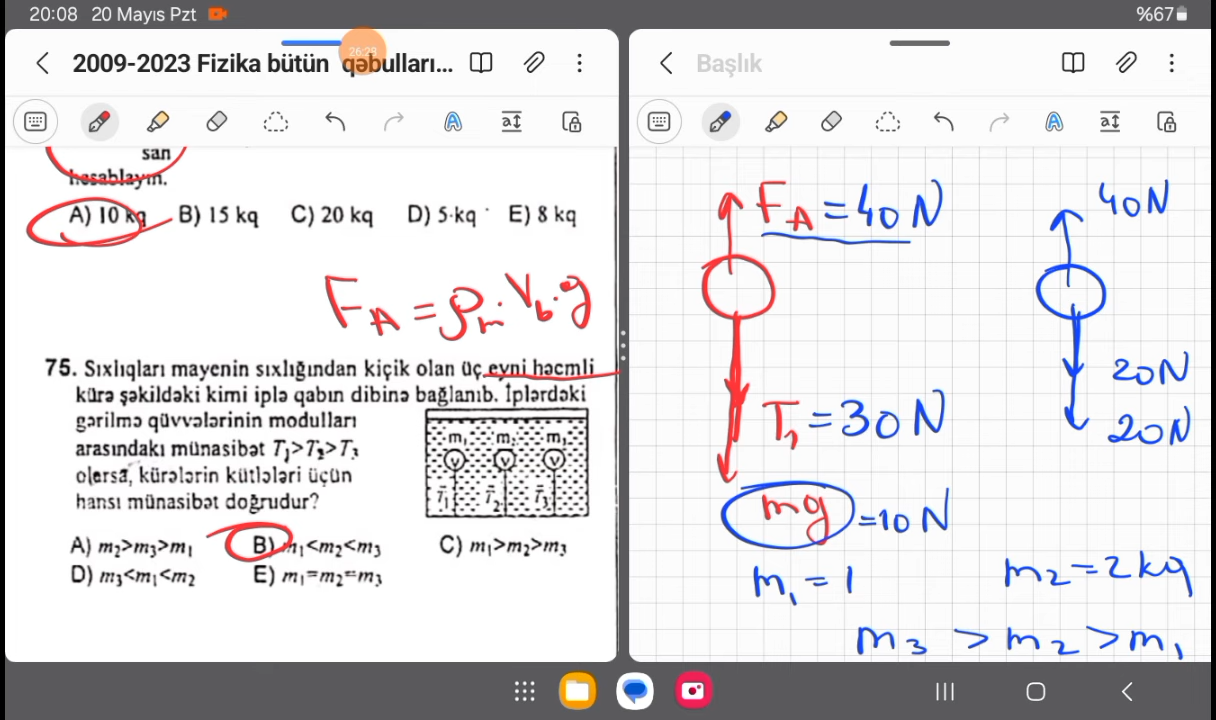 20:08 20 Mayıs Pzt %67
26:28
2009-2023 Fizika bütün qəbulları...
san
hesablayın.
A) 10 kq B) 15 kq C) 20 kq D) 5·kq E) 8 kq
F_A = ρ_m · V_b · g
75. Sıxlıqları mayenin sıxlığından kiçik olan üç eyni həcmli
kürə şəkildəki kimi iplə qabın dibinə bağlanıb. İplərdəki
gərilmə qüvvələrinin modulları
arasındakı münasibət T₁>T₂>T₃
olarsa, kürələrin kütlələri üçün
hansı münasibət doğrudur?
m₁ m₂ m₃
V V V
T₁ T₂ T₃
A) m₂>m₃>m₁ B) m₁<m₂<m₃ C) m₁>m₂>m₃
D) m₃<m₁<m₂ E) m₁=m₂=m₃
Başlık
F_A = 40 N
40N
T₁ = 30 N
20N
20N
mg = 10 N
m₁ = 1
m₂ = 2kq
m₃ > m₂ > m₁